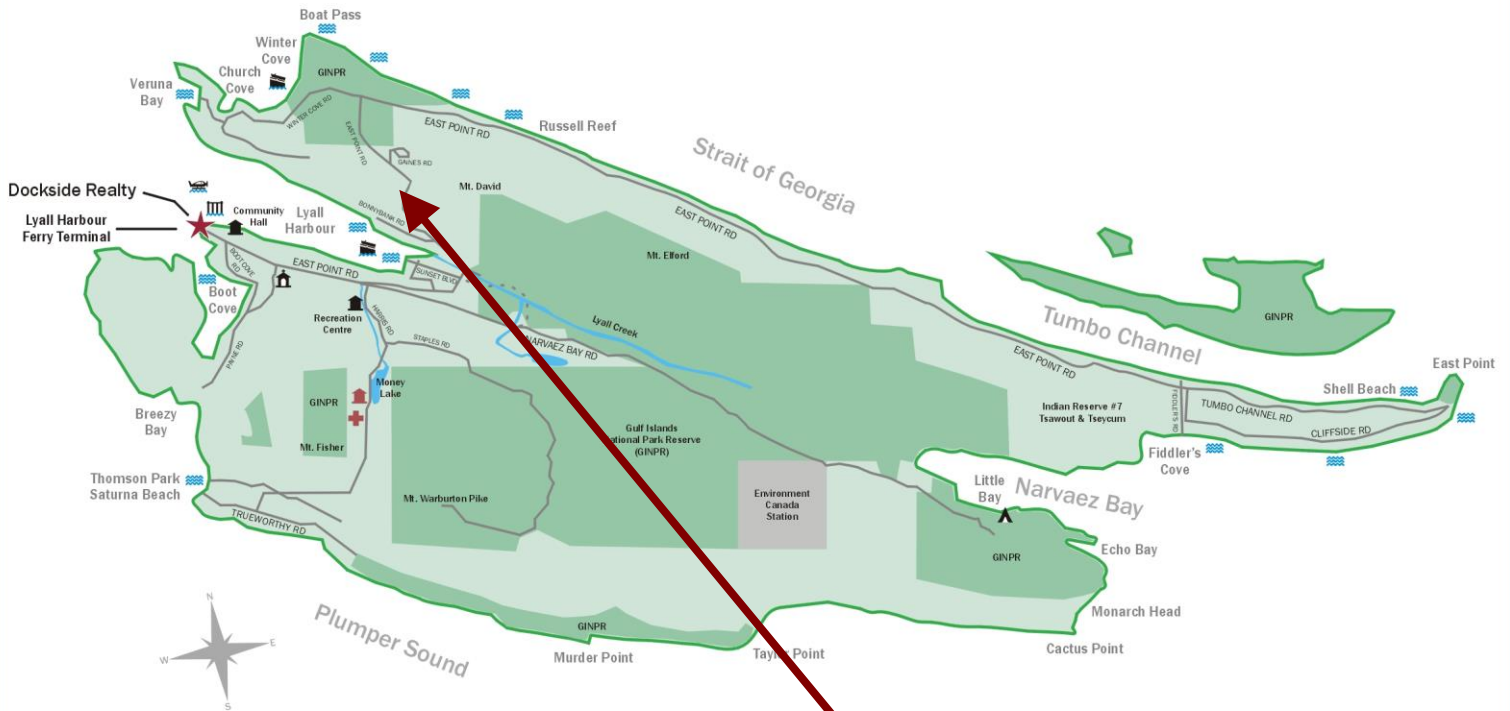 Boat Pass
Winter
Cove
GINPR
Church
Cove
Veruna
Bay
WINTER COVE RD
EAST POINT RD
EAST POINT RD
Russell Reef
Strait of Georgia
GAINES RD
Mt. David
Dockside Realty
Lyall Harbour
Ferry Terminal
Community
Hall
Lyall
Harbour
BONNYBANK RD
EAST POINT RD
Mt. Elford
BOOT COVE
RD
EAST POINT RD
SUNSET BLVD
Boot
Cove
Recreation
Centre
HARRIS RD
Lyall Creek
Tumbo Channel
GINPR
STAPLES RD
NARVAEZ BAY RD
EAST POINT RD
East Point
PAYNE RD
Money
Lake
Shell Beach
GINPR
Indian Reserve #7
Tsawout & Tseycum
FIDDLER'S RD
TUMBO CHANNEL RD
CLIFFSIDE RD
Breezy
Bay
Gulf Islands
National Park Reserve
(GINPR)
Mt. Fisher
Fiddler's
Cove
Thomson Park
Saturna Beach
Mt. Warburton Pike
Environment
Canada
Station
Little
Bay
Narvaez Bay
TRUEWORTHY RD
Echo Bay
GINPR
Monarch Head
Plumper Sound
GINPR
Murder Point
Taylor Point
Cactus Point
N
E
W
S